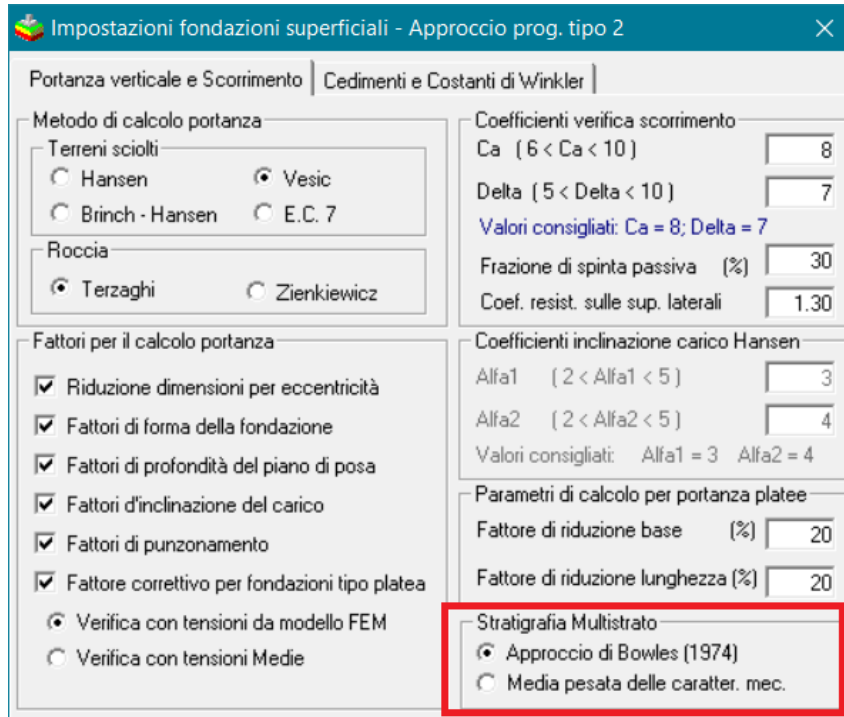 Impostazioni fondazioni superficiali - Approccio prog. tipo 2
Portanza verticale e Scorrimento
Cedimenti e Costanti di Winkler
Metodo di calcolo portanza
Terreni sciolti
Hansen
Vesic
Brinch - Hansen
E.C. 7
Roccia
Terzaghi
Zienkiewicz
Fattori per il calcolo portanza
Riduzione dimensioni per eccentricità
Fattori di forma della fondazione
Fattori di profondità del piano di posa
Fattori d'inclinazione del carico
Fattori di punzonamento
Fattore correttivo per fondazioni tipo platea
Verifica con tensioni da modello FEM
Verifica con tensioni Medie
Coefficienti verifica scorrimento
Ca ( 6 < Ca < 10 ) 8
Delta ( 5 < Delta < 10 ) 7
Valori consigliati: Ca = 8; Delta = 7
Frazione di spinta passiva (%) 30
Coef. resist. sulle sup. laterali 1.30
Coefficienti inclinazione carico Hansen
Alfa1 ( 2 < Alfa1 < 5 ) 3
Alfa2 ( 2 < Alfa2 < 5 ) 4
Valori consigliati: Alfa1 = 3 Alfa2 = 4
Parametri di calcolo per portanza platee
Fattore di riduzione base (%) 20
Fattore di riduzione lunghezza (%) 20
Stratigrafia Multistrato
Approccio di Bowles (1974)
Media pesata delle caratter. mec.